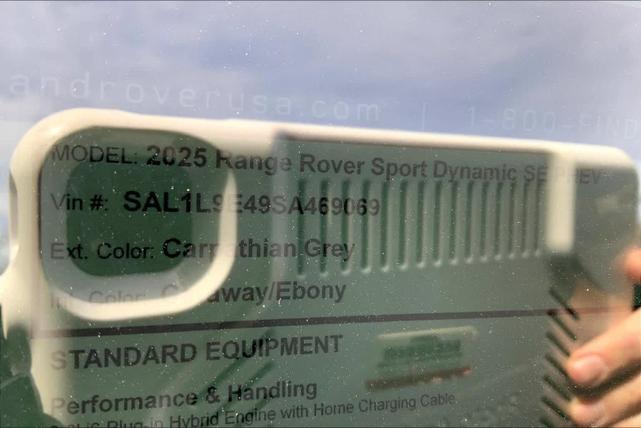 androverusa.com | 1-800-FIND
MODEL: 2025 Range Rover Sport Dynamic SE PHEV
Vin #: SAL1L9E49SA469069
Ext. Color: Carpathian Grey
Int. Color: Caraway/Ebony
STANDARD EQUIPMENT
Performance & Handling
Plug-in Hybrid Engine with Home Charging Cable